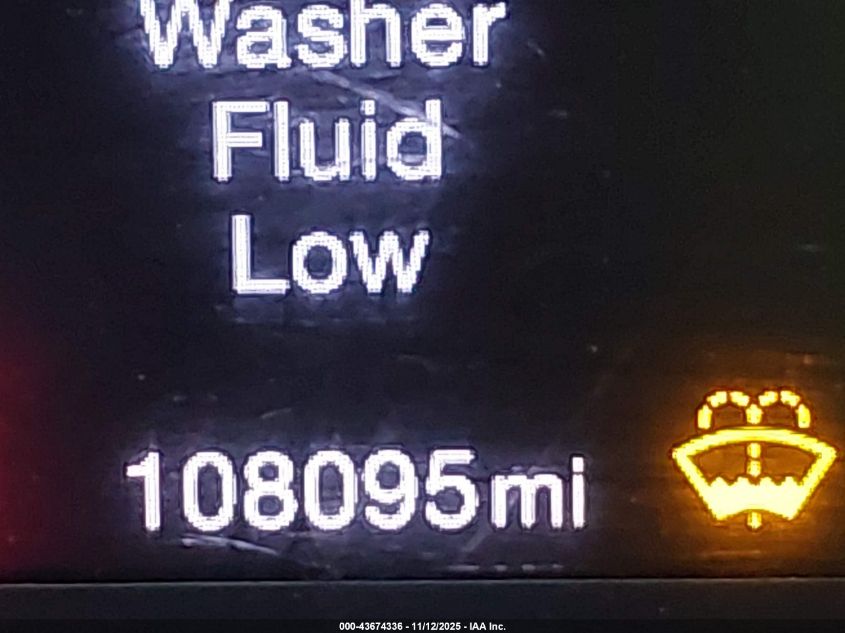 Washer
Fluid
Low
108095mi
000-43674336 - 11/12/2025 - IAA Inc.